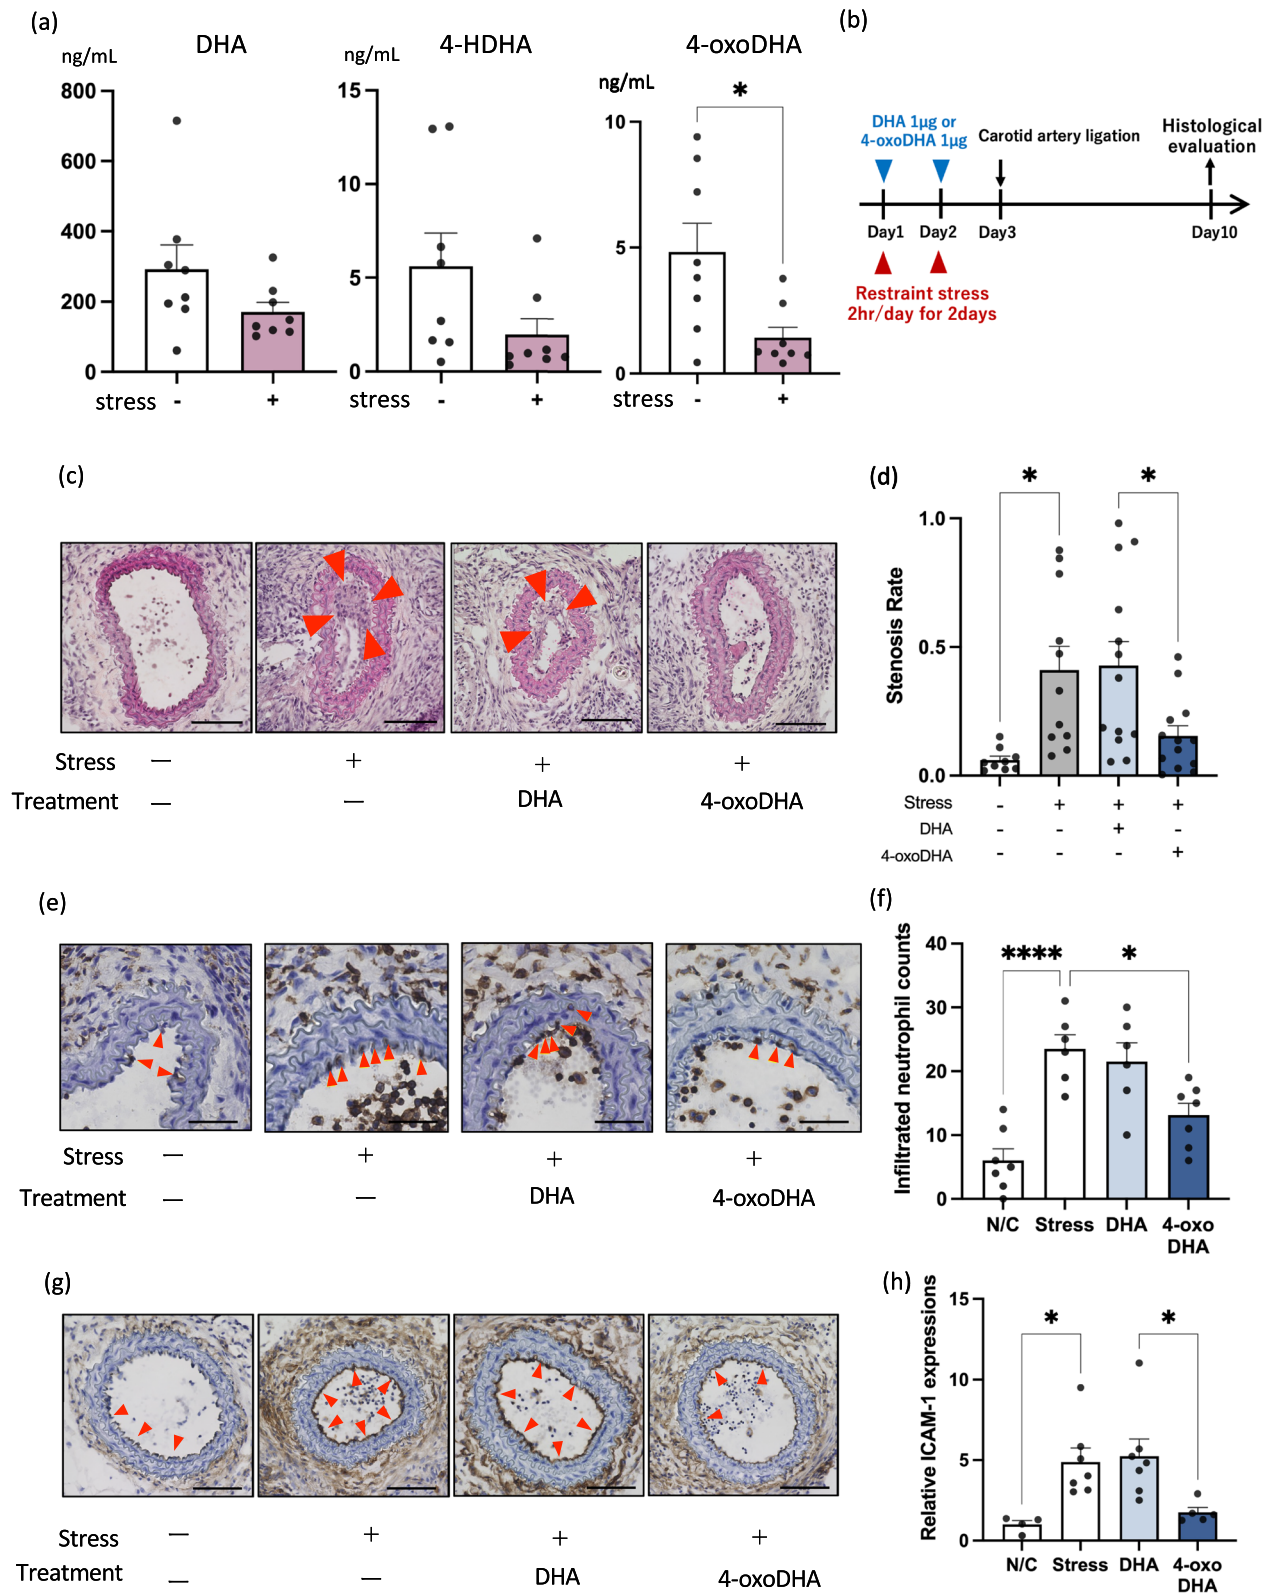 (a)
ng/mL
DHA
800
600
400
200
0
stress - +
ng/mL
4-HDHA
15
10
5
0
stress - +
4-oxoDHA
ng/mL
*
10
5
0
stress - +
(b)
DHA 1μg or
4-oxoDHA 1μg
Carotid artery ligation
Histological
evaluation
Day1 Day2 Day3 Day10
Restraint stress
2hr/day for 2days
(c)
Stress — + + +
Treatment — — DHA 4-oxoDHA
(d)
* *
Stenosis Rate
1.0
0.5
0.0
Stress - + + +
DHA - - + -
4-oxoDHA - - - +
(e)
Stress — + + +
Treatment — — DHA 4-oxoDHA
(f)
Infiltrated neutrophil counts
**** *
40
30
20
10
0
N/C Stress DHA 4-oxo
DHA
(g)
Stress — + + +
Treatment — — DHA 4-oxoDHA
(h)
Relative ICAM-1 expressions
* *
15
10
5
0
N/C Stress DHA 4-oxo
DHA